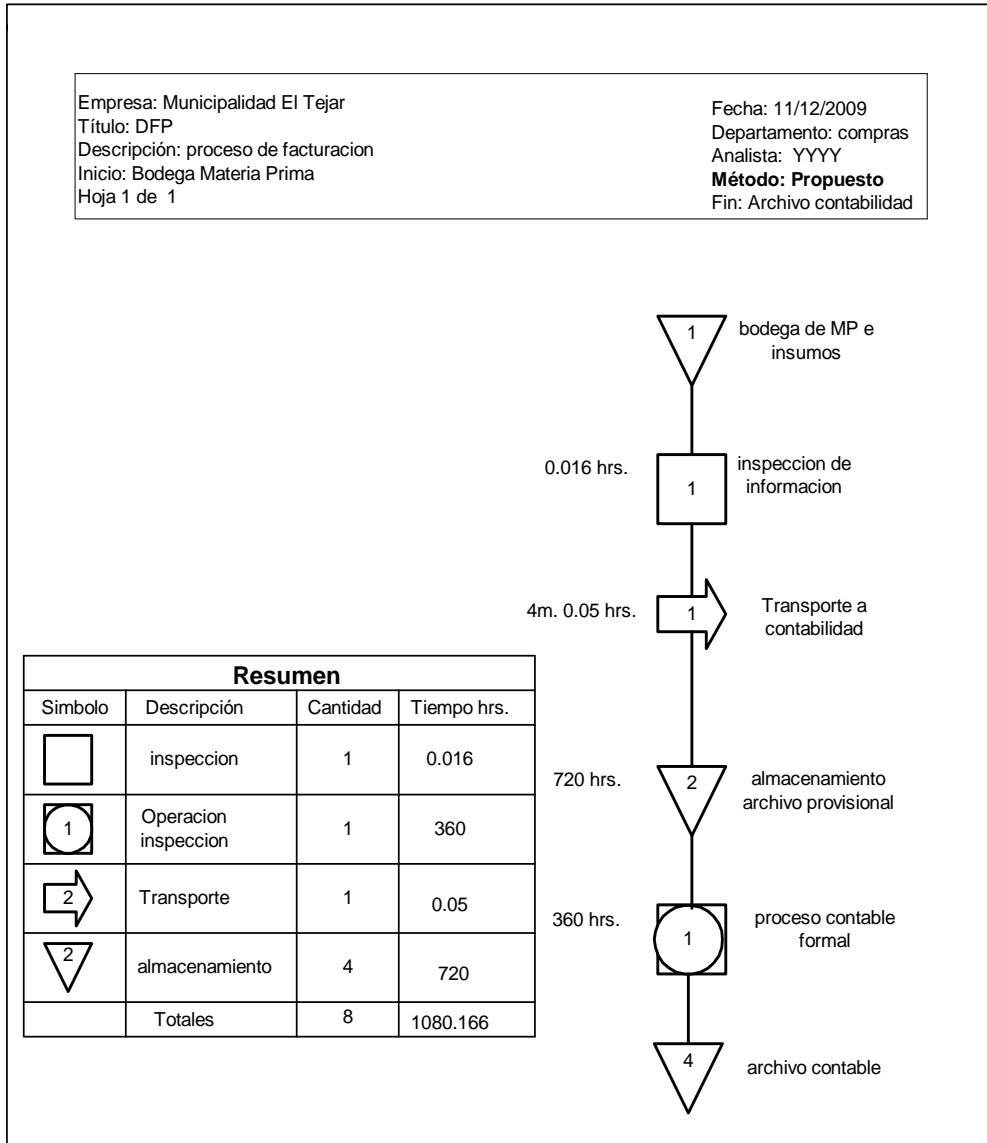 Empresa: Municipalidad El Tejar
Título: DFP
Descripción: proceso de facturacion
Inicio: Bodega Materia Prima
Hoja 1 de 1
Fecha: 11/12/2009
Departamento: compras
Analista: YYYY
Método: Propuesto
Fin: Archivo contabilidad
1
bodega de MP e
insumos
0.016 hrs.
1
inspeccion de
informacion
4m. 0.05 hrs.
1
Transporte a
contabilidad
720 hrs.
2
almacenamiento
archivo provisional
360 hrs.
1
proceso contable
formal
4
archivo contable
Resumen
Simbolo Descripción Cantidad Tiempo hrs.
inspeccion 1 0.016
1 Operacion
inspeccion 1 360
2 Transporte 1 0.05
2 almacenamiento 4 720
Totales 8 1080.166